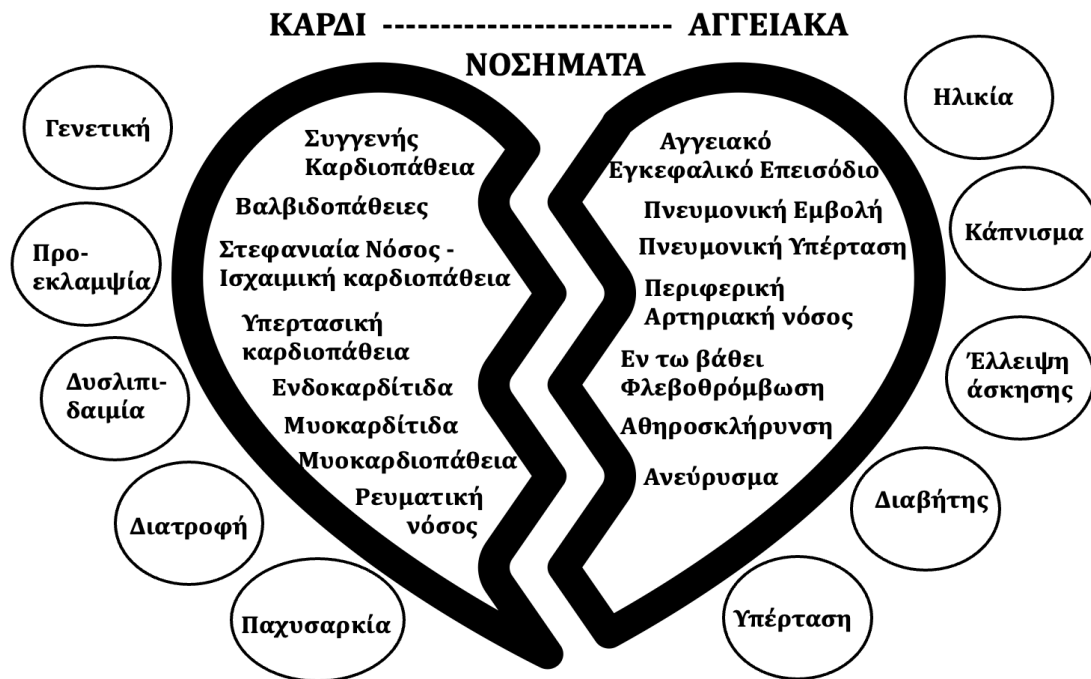 ΚΑΡΔΙ ------------------------- ΑΓΓΕΙΑΚΑ
ΝΟΣΗΜΑΤΑ
Γενετική
Προ-
εκλαμψία
Δυσλιπι-
δαιμία
Διατροφή
Παχυσαρκία
Συγγενής
Καρδιοπάθεια
Βαλβιδοπάθειες
Στεφανιαία Νόσος -
Ισχαιμική καρδιοπάθεια
Υπερτασική
καρδιοπάθεια
Ενδοκαρδίτιδα
Μυοκαρδίτιδα
Μυοκαρδιοπάθεια
Ρευματική
νόσος
Αγγειακό
Εγκεφαλικό Επεισόδιο
Πνευμονική Εμβολή
Πνευμονική Υπέρταση
Περιφερική
Αρτηριακή νόσος
Εν τω βάθει
Φλεβοθρόμβωση
Αθηροσκλήρυνση
Ανεύρυσμα
Ηλικία
Κάπνισμα
Έλλειψη
άσκησης
Διαβήτης
Υπέρταση